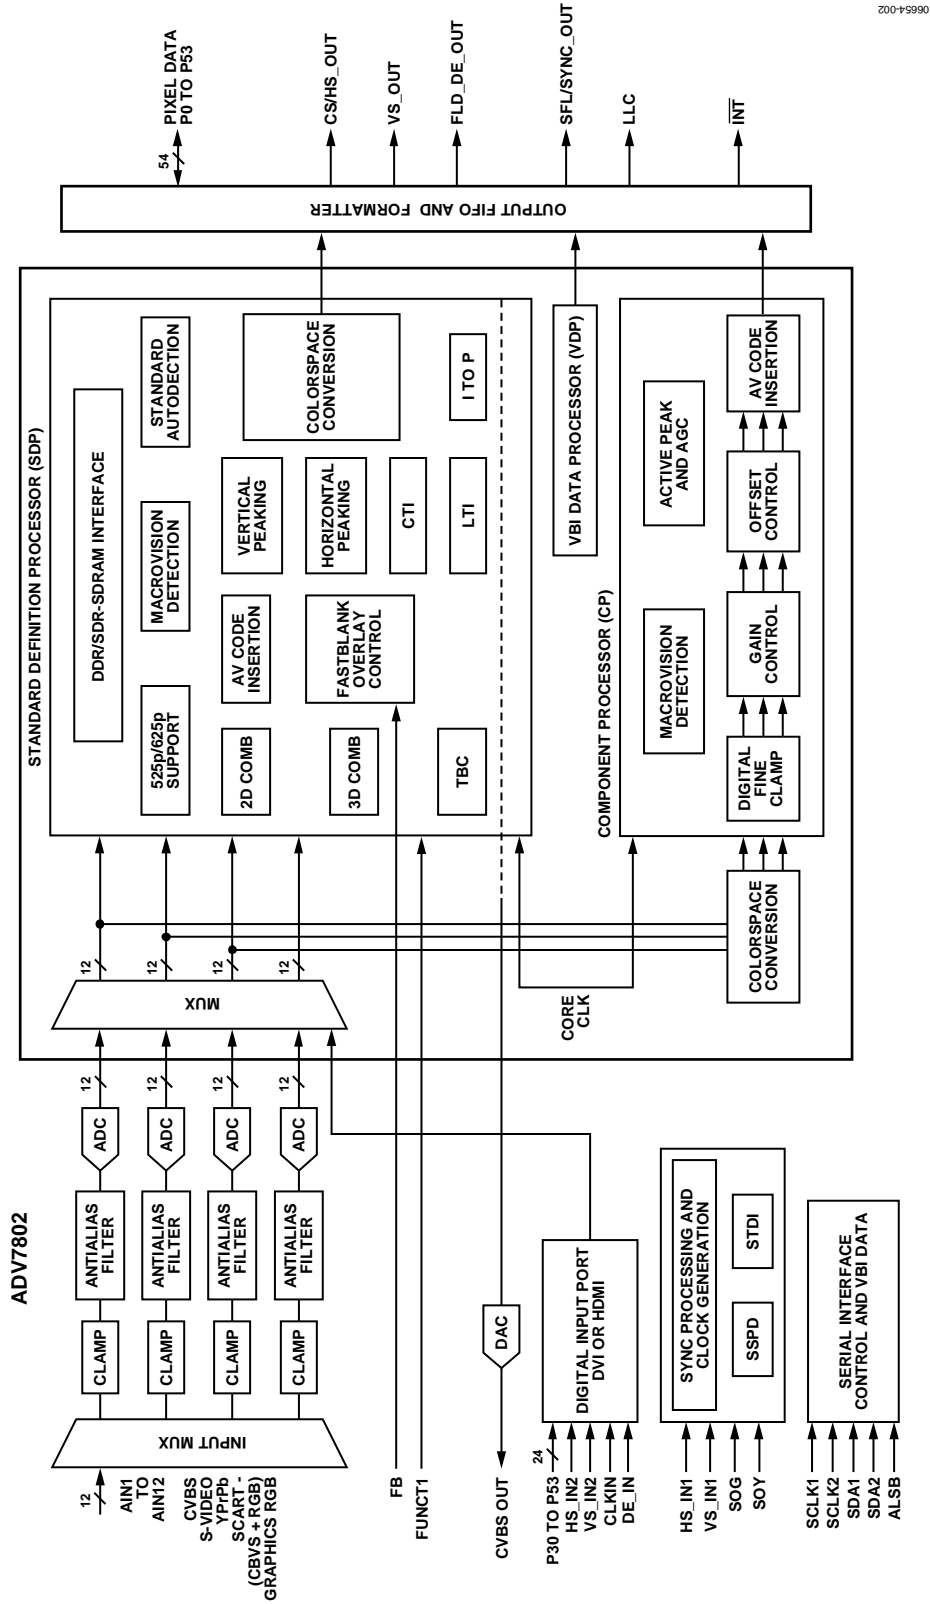 ADV7802
12
AIN1
TO
AIN12
CVBS
S-VIDEO
YPrPb
SCART -
(CBVS + RGB)
GRAPHICS RGB
INPUT MUX
CLAMP
ANTIALIAS
FILTER
ADC
12
CLAMP
ANTIALIAS
FILTER
ADC
12
CLAMP
ANTIALIAS
FILTER
ADC
12
CLAMP
ANTIALIAS
FILTER
ADC
12
MUX
12
12
12
12
FB
FUNCT1
CVBS OUT
DAC
P30 TO P53
24
HS_IN2
VS_IN2
CLKIN
DE_IN
DIGITAL INPUT PORT
DVI OR HDMI
HS_IN1
VS_IN1
SOG
SOY
SYNC PROCESSING AND
CLOCK GENERATION
SSPD
STDI
SCLK1
SCLK2
SDA1
SDA2
ALSB
SERIAL INTERFACE
CONTROL AND VBI DATA
CORE
CLK
COLORSPACE
CONVERSION
STANDARD DEFINITION PROCESSOR (SDP)
DDR/SDR-SDRAM INTERFACE
525p/625p
SUPPORT
MACROVISION
DETECTION
STANDARD
AUTODECTION
2D COMB
AV CODE
INSERTION
VERTICAL
PEAKING
COLORSPACE
CONVERSION
3D COMB
FASTBLANK
OVERLAY
CONTROL
HORIZONTAL
PEAKING
CTI
TBC
LTI
I TO P
VBI DATA PROCESSOR (VDP)
COMPONENT PROCESSOR (CP)
MACROVISION
DETECTION
ACTIVE PEAK
AND AGC
DIGITAL
FINE
CLAMP
GAIN
CONTROL
OFFSET
CONTROL
AV CODE
INSERTION
OUTPUT FIFO AND FORMATTER
54
PIXEL DATA
P0 TO P53
CS/HS_OUT
VS_OUT
FLD_DE_OUT
SFL/SYNC_OUT
LLC
INT
06654-002